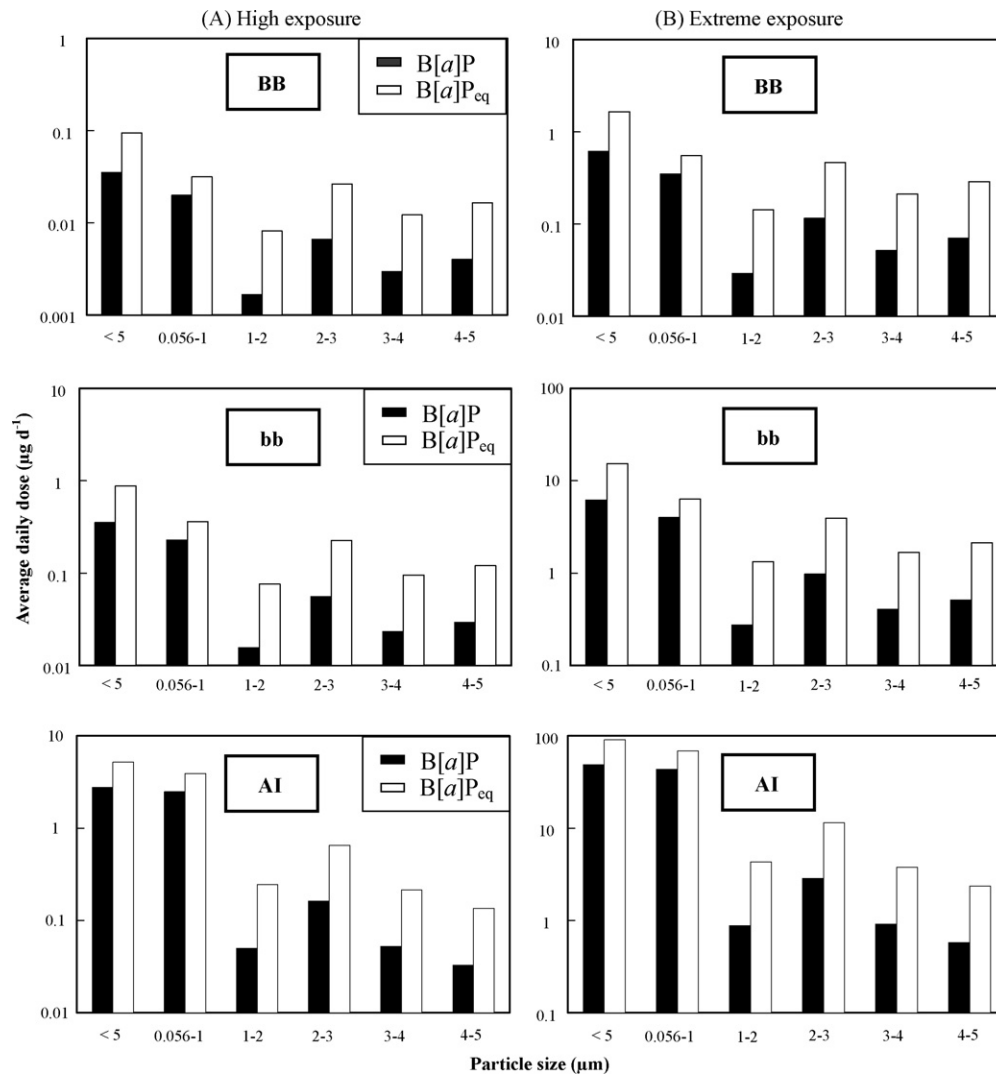 (A) High exposure
(B) Extreme exposure
1
0.1
0.01
0.001
BB
B[a]P
B[a]Peq
< 5 0.056-1 1-2 2-3 3-4 4-5
10
1
0.1
0.01
BB
< 5 0.056-1 1-2 2-3 3-4 4-5
Average daily dose (µg d-1)
10
1
0.1
0.01
bb
B[a]P
B[a]Peq
< 5 0.056-1 1-2 2-3 3-4 4-5
100
10
1
0.1
bb
< 5 0.056-1 1-2 2-3 3-4 4-5
10
1
0.1
0.01
AI
B[a]P
B[a]Peq
< 5 0.056-1 1-2 2-3 3-4 4-5
100
10
1
0.1
AI
< 5 0.056-1 1-2 2-3 3-4 4-5
Particle size (µm)